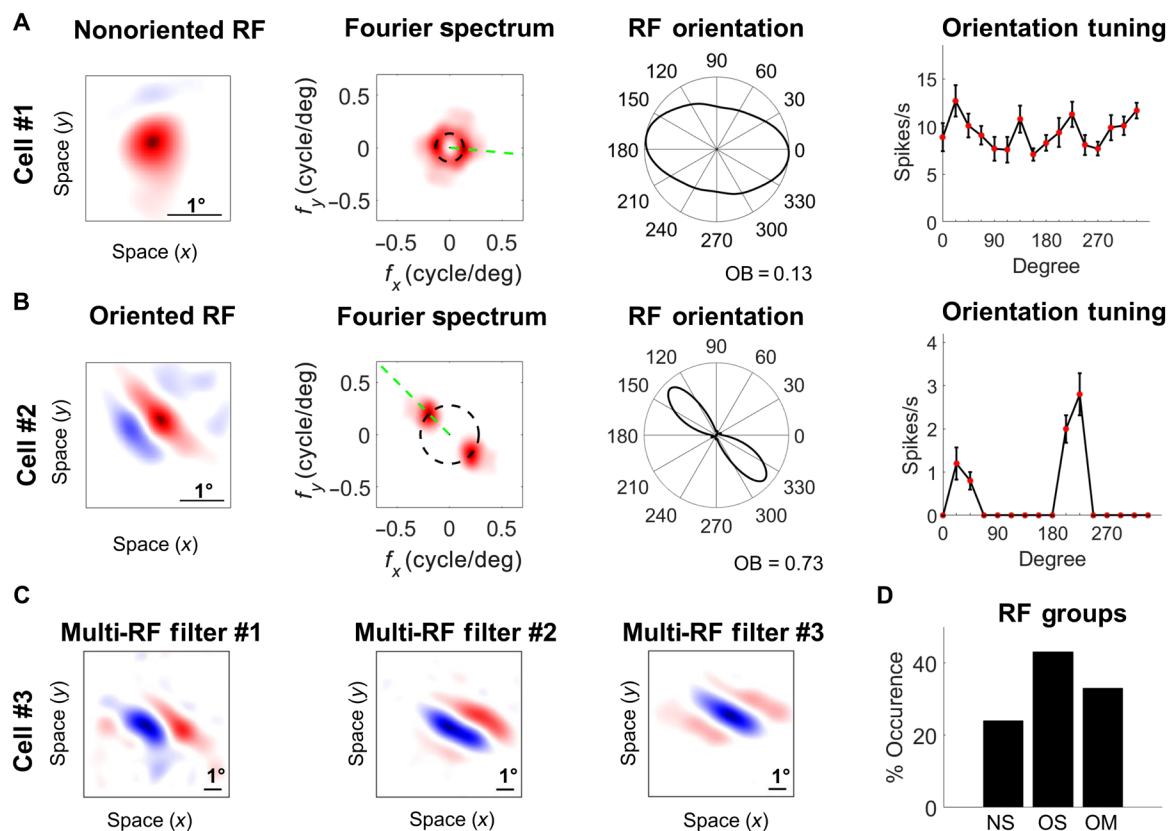 A
Nonoriented RF
Fourier spectrum
RF orientation
Orientation tuning
Cell #1
Space (y)
1°
Space (x)
fy (cycle/deg)
0.5
0
−0.5
−0.5 0 0.5
fx (cycle/deg)
90
120 60
150 30
180 0
210 330
240 300
270
OB = 0.13
Spikes/s
15
10
5
0
0 90 180 270
Degree
B
Oriented RF
Fourier spectrum
RF orientation
Orientation tuning
Cell #2
Space (y)
1°
Space (x)
fy (cycle/deg)
0.5
0
−0.5
−0.5 0 0.5
fx (cycle/deg)
90
120 60
150 30
180 0
210 330
240 300
270
OB = 0.73
Spikes/s
4
3
2
1
0
0 90 180 270
Degree
C
Multi-RF filter #1
Multi-RF filter #2
Multi-RF filter #3
Cell #3
Space (y)
1°
Space (x)
Space (y)
1°
Space (x)
Space (y)
1°
Space (x)
D
RF groups
% Occurrence
40
20
0
NS OS OM